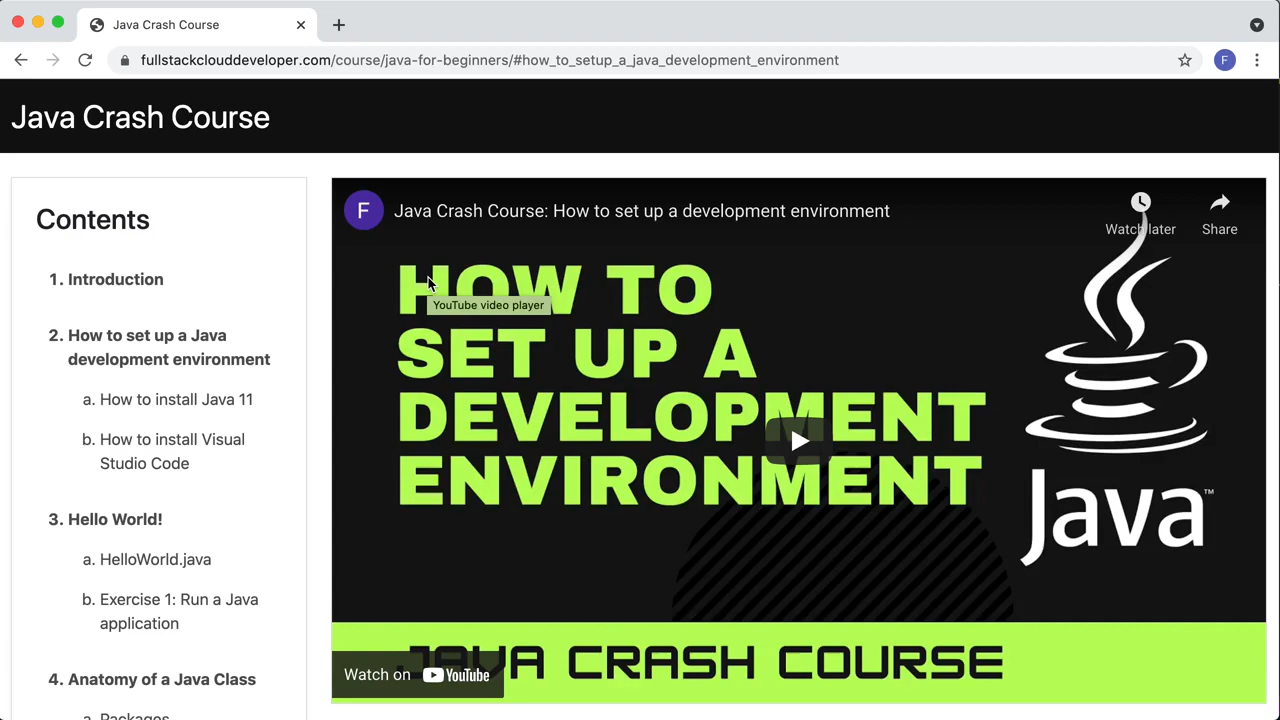 Java Crash Course
fullstackclouddeveloper.com/course/java-for-beginners/#how_to_setup_a_java_development_environment
F
Java Crash Course
Contents
1. Introduction
2. How to set up a Java
development environment
a. How to install Java 11
b. How to install Visual
Studio Code
3. Hello World!
a. HelloWorld.java
b. Exercise 1: Run a Java
application
4. Anatomy of a Java Class
a. Packages
F
Java Crash Course: How to set up a development environment
Watch later
Share
HOW TO
YouTube video player
SET UP A
DEVELOPMENT
ENVIRONMENT
Java™
JAVA CRASH COURSE
Watch on YouTube